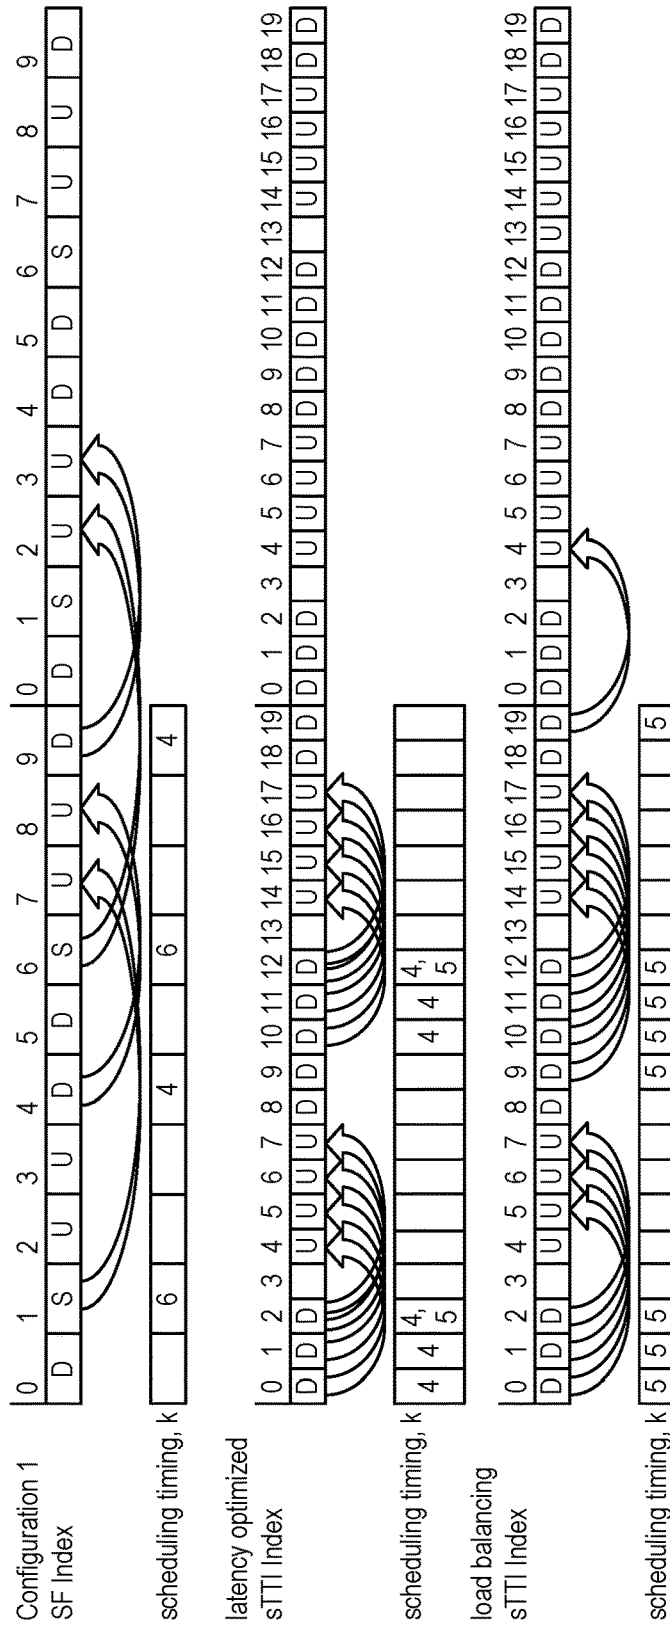 Configuration 1
SF Index 0 1 2 3 4 5 6 7 8 9 0 1 2 3 4 5 6 7 8 9
D S U U D D S U U D D S U U D D S U U D
scheduling timing, k 6 4 6 4
latency optimized
sTTI Index 0 1 2 3 4 5 6 7 8 9 10 11 12 13 14 15 16 17 18 19 0 1 2 3 4 5 6 7 8 9 10 11 12 13 14 15 16 17 18 19
D D D U U U U D D D D D U U U U D D D D D U U U U D D D D D U U U U D D
scheduling timing, k 4 4 4, 5 4 4 4, 5
load balancing
sTTI Index 0 1 2 3 4 5 6 7 8 9 10 11 12 13 14 15 16 17 18 19 0 1 2 3 4 5 6 7 8 9 10 11 12 13 14 15 16 17 18 19
D D D U U U U D D D D D U U U U D D D D D U U U U D D D D D U U U U U D D
scheduling timing, k 5 5 5 5 5 5 5 5